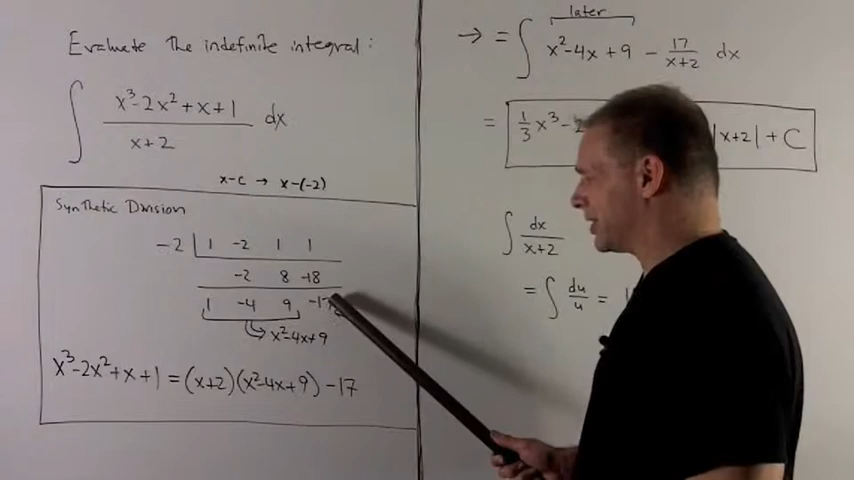 Evaluate The indefinite integral:
∫ (x³-2x²+x+1)/(x+2) dx
x-c → x-(-2)
Synthetic Division
-2 | 1 -2 1 1
-2 8 -18
1 -4 9 -17
→ x²-4x+9
x³-2x²+x+1 = (x+2)(x²-4x+9) -17
later
→ = ∫ x²-4x+9 - 17/(x+2) dx
= 1/3 x³ - 2 |x+2| + C
∫ dx/(x+2)
= ∫ du/u =